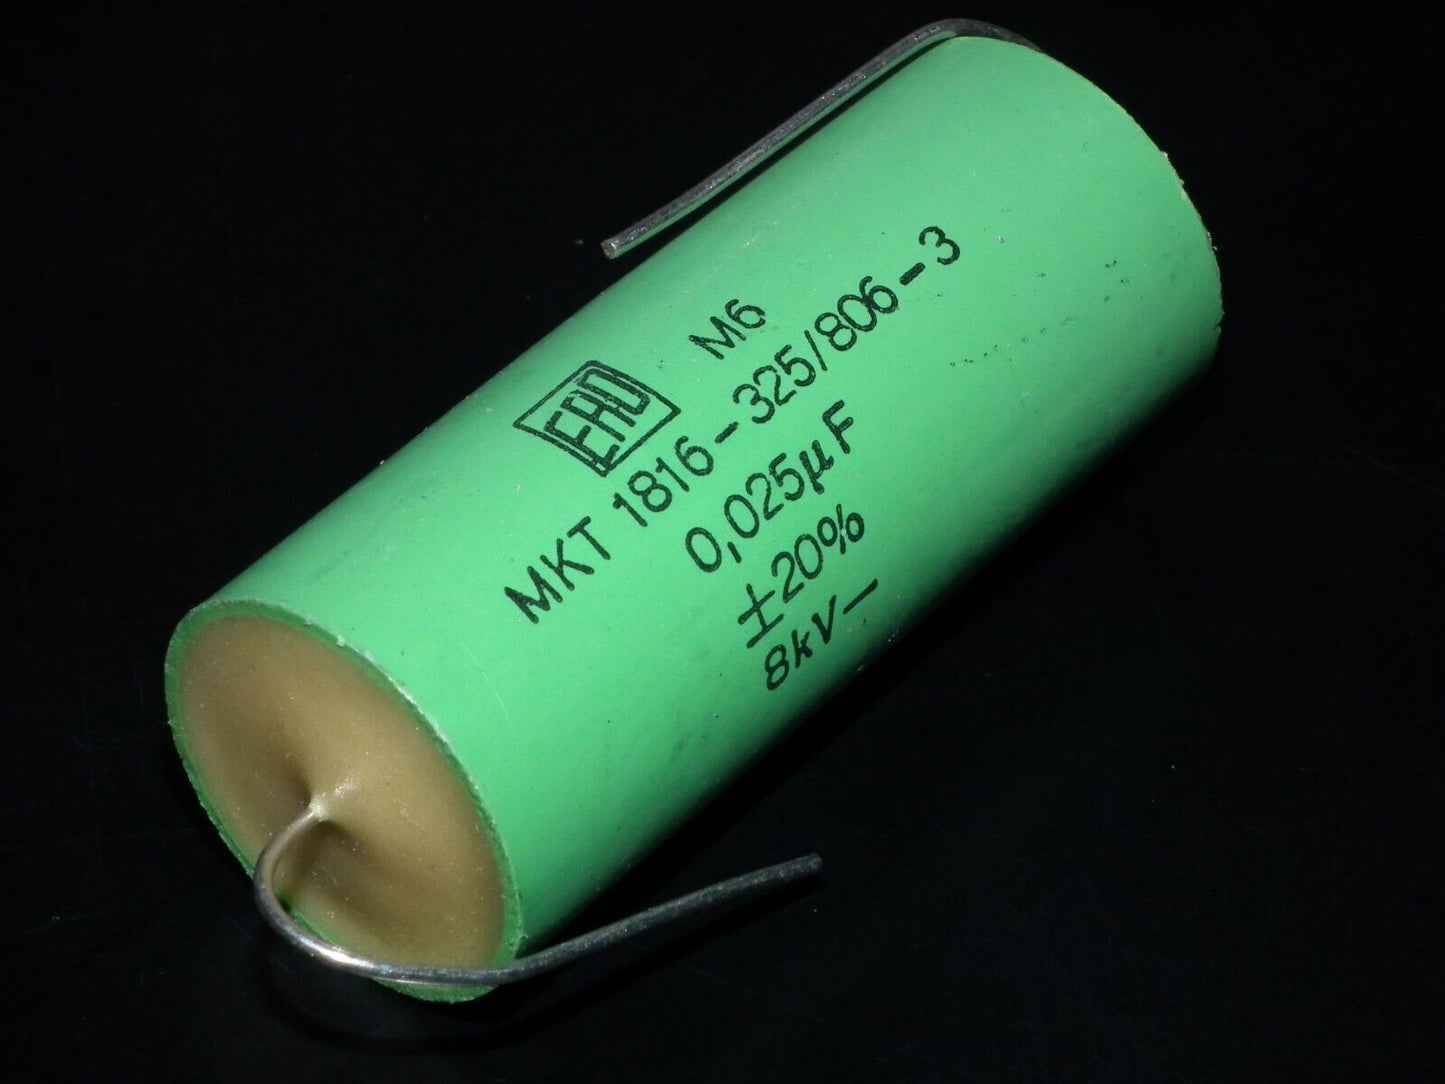 ERO M6
MKT 1816-325/806-3
0,025µF
±20%
8kV-